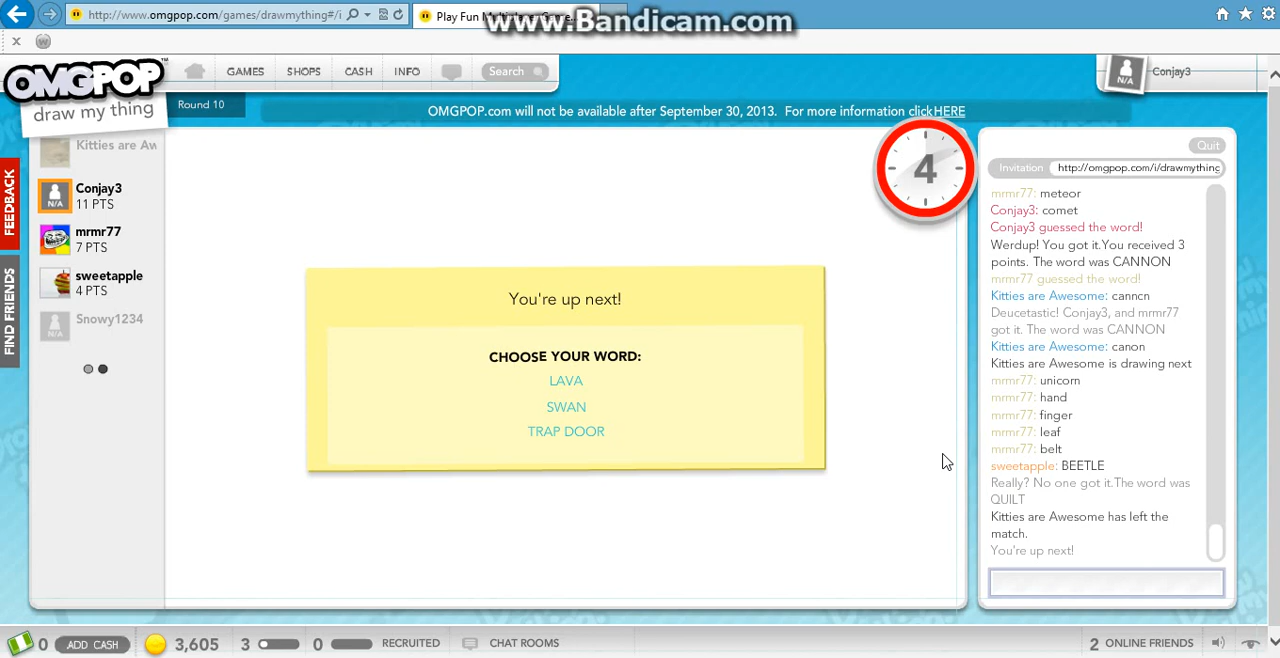 http://www.omgpop.com/games/drawmything#/i
Play Fun Multiplayer Game...
www.Bandicam.com
OMGPOP™
draw my thing
GAMES
SHOPS
CASH
INFO
Search
N/A
Conjay3
Round 10
OMGPOP.com will not be available after September 30, 2013. For more information click HERE
FEEDBACK
FIND FRIENDS
Kitties are Aw
N/A
Conjay3
11 PTS
mrmr77
7 PTS
sweetapple
4 PTS
N/A
Snowy1234
4
You're up next!
CHOOSE YOUR WORD:
LAVA
SWAN
TRAP DOOR
Quit
Invitation
http://omgpop.com/i/drawmything
mrmr77: meteor
Conjay3: comet
Conjay3 guessed the word!
Werdup! You got it.You received 3
points. The word was CANNON
mrmr77 guessed the word!
Kitties are Awesome: canncn
Deucetastic! Conjay3, and mrmr77
got it. The word was CANNON
Kitties are Awesome: canon
Kitties are Awesome is drawing next
mrmr77: unicorn
mrmr77: hand
mrmr77: finger
mrmr77: leaf
mrmr77: belt
sweetapple: BEETLE
Really? No one got it.The word was
QUILT
Kitties are Awesome has left the
match.
You're up next!
0
ADD CASH
3,605
3
0
RECRUITED
CHAT ROOMS
2 ONLINE FRIENDS